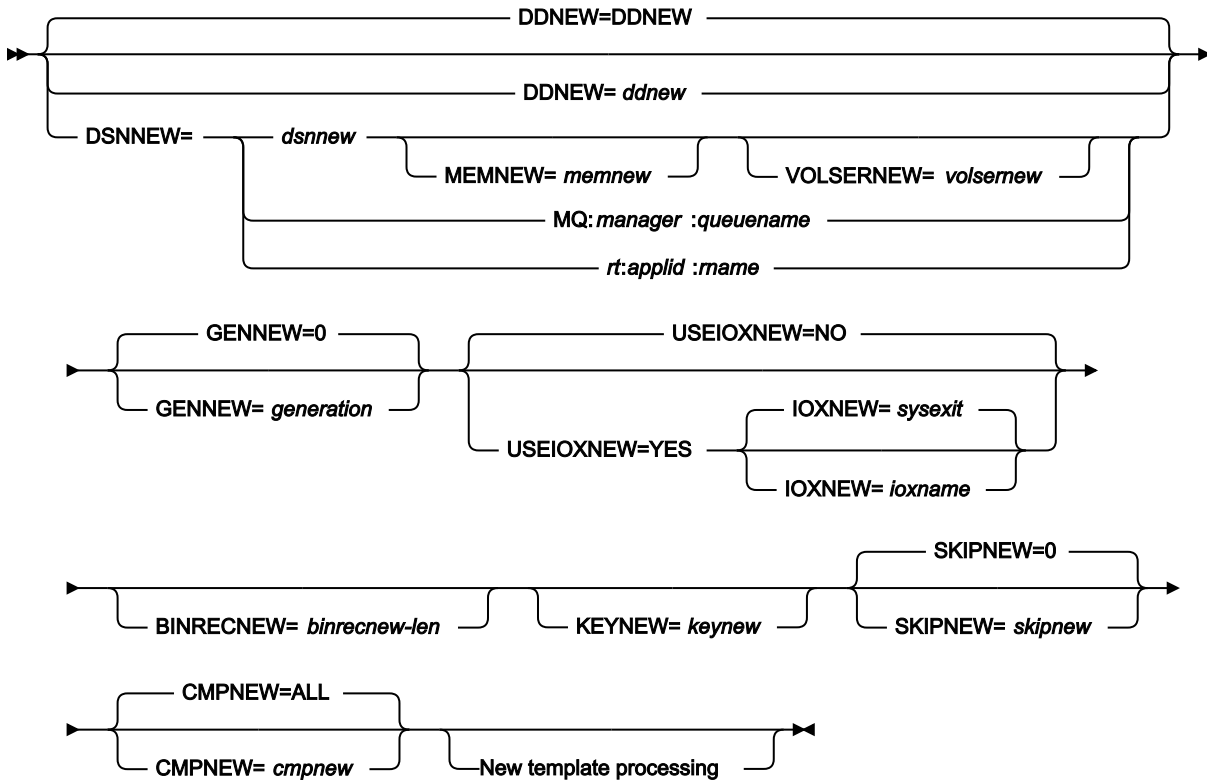 DDNEW=DDNEW
DDNEW= ddnew
DSNNEW= dsnnew
MEMNEW= memnew VOLSERNEW= volsernew
MQ:manager :queuename
rt:applid :rname
GENNEW=0 USEIOXNEW=NO
GENNEW= generation IOXNEW= sysexit
USEIOXNEW=YES
IOXNEW= ioxname
SKIPNEW=0
BINRECNEW= binrecnew-len KEYNEW= keynew SKIPNEW= skipnew
CMPNEW=ALL
CMPNEW= cmpnew New template processing